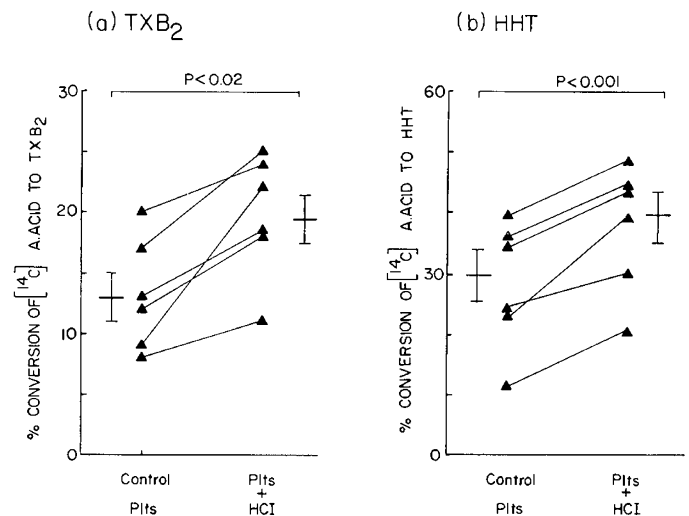 (a) TXB₂
P<0.02
30
20
10
0
% CONVERSION OF [¹⁴C] A.ACID TO TXB₂
Control
Plts
Plts
+
HCl
(b) HHT
P<0.001
60
30
0
% CONVERSION OF [¹⁴C] A.ACID TO HHT
Control
Plts
Plts
+
HCl